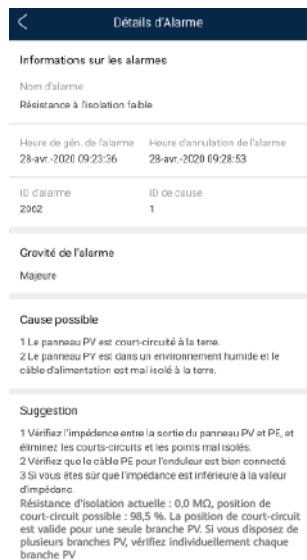 Détails d'Alarme
Informations sur les alarmes
Nom d'alarme
Résistance à l'isolation faible
Heure de gén. de l'alarme
Heure d'annulation de l'alarme
28-avr.-2020 09:23:36
28-avr.-2020 09:28:53
ID d'alarme
ID de cause
2062
1
Gravité de l'alarme
Majeure
Cause possible
1 Le panneau PV est court-circuité à la terre.
2 Le panneau PV est dans un environnement humide et le
câble d'alimentation est mal isolé à la terre.
Suggestion
1 Vérifiez l'impédence entre la sortie du panneau PV et PE, et
éliminez les courts-circuits et les points mal isolés.
2 Vérifiez que le câble PE pour l'onduleur est bien connecté.
3 Si vous êtes sûr que l'impédance est inférieure à la valeur
d'impédanc.
Résistance d'isolation actuelle : 0,0 MΩ, position de
court-circuit possible : 98,5 %. La position de court-circuit
est valide pour une seule branche PV. Si vous disposez de
plusieurs branches PV, vérifiez individuellement chaque
branche PV